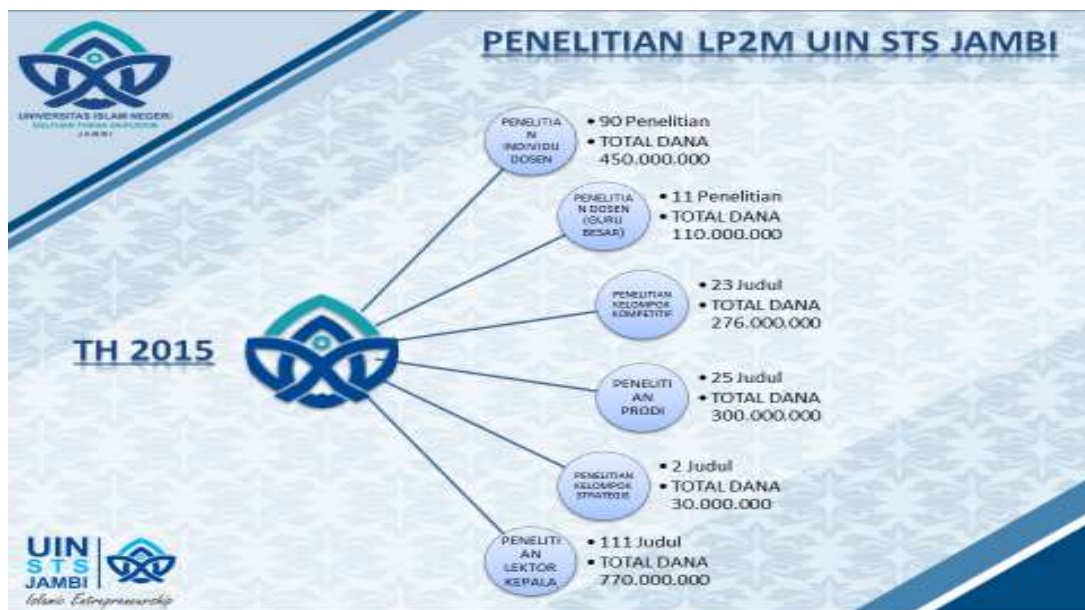 PENELITIAN LP2M UIN STS JAMBI
UNIVERSITAS ISLAM NEGERI
JAMBI
PENELITIA
N INDIVIDU
DOSEN
• 90 Penelitian
• TOTAL DANA
450.000.000
PENELITIA
N DOSEN
(GURU
BESAR)
• 11 Penelitian
• TOTAL DANA
110.000.000
PENELITIAN
KELOMPOK
KOMPETITIF
• 23 Judul
• TOTAL DANA
276.000.000
TH 2015
PENELITI
AN
PRODI
• 25 Judul
• TOTAL DANA
300.000.000
PENELITIAN
KELOMPOK
STRATEGIS
• 2 Judul
• TOTAL DANA
30.000.000
PENELITI
AN
LEKTOR
KEPALA
• 111 Judul
• TOTAL DANA
770.000.000
UIN
STS
JAMBI
Islamic Entrepreneurship